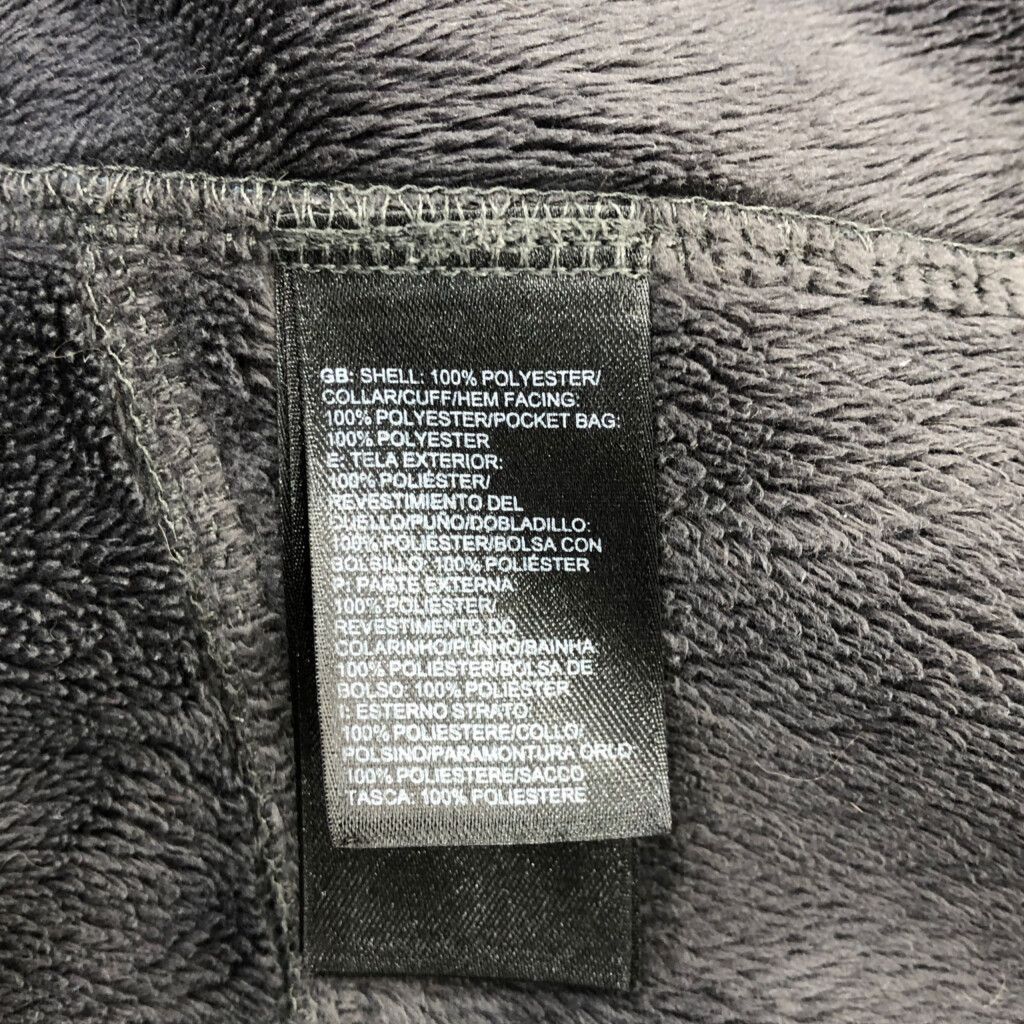 GB: SHELL: 100% POLYESTER/
COLLAR/CUFF/HEM FACING:
100% POLYESTER/POCKET BAG:
100% POLYESTER
E: TELA EXTERIOR:
100% POLIÉSTER/
REVESTIMIENTO DEL
CUELLO/PUÑO/DOBLADILLO:
100% POLIÉSTER/BOLSA CON
BOLSILLO: 100% POLIÉSTER
P: PARTE EXTERNA:
100% POLIÉSTER/
REVESTIMENTO DO
COLARINHO/PUNHO/BAINHA:
100% POLIÉSTER/BOLSA DE
BOLSO: 100% POLIÉSTER
I: ESTERNO STRATO:
100% POLIESTERE/COLLO/
POLSINO/PARAMONTURA ORLO:
100% POLIESTERE/SACCO
TASCA: 100% POLIESTERE